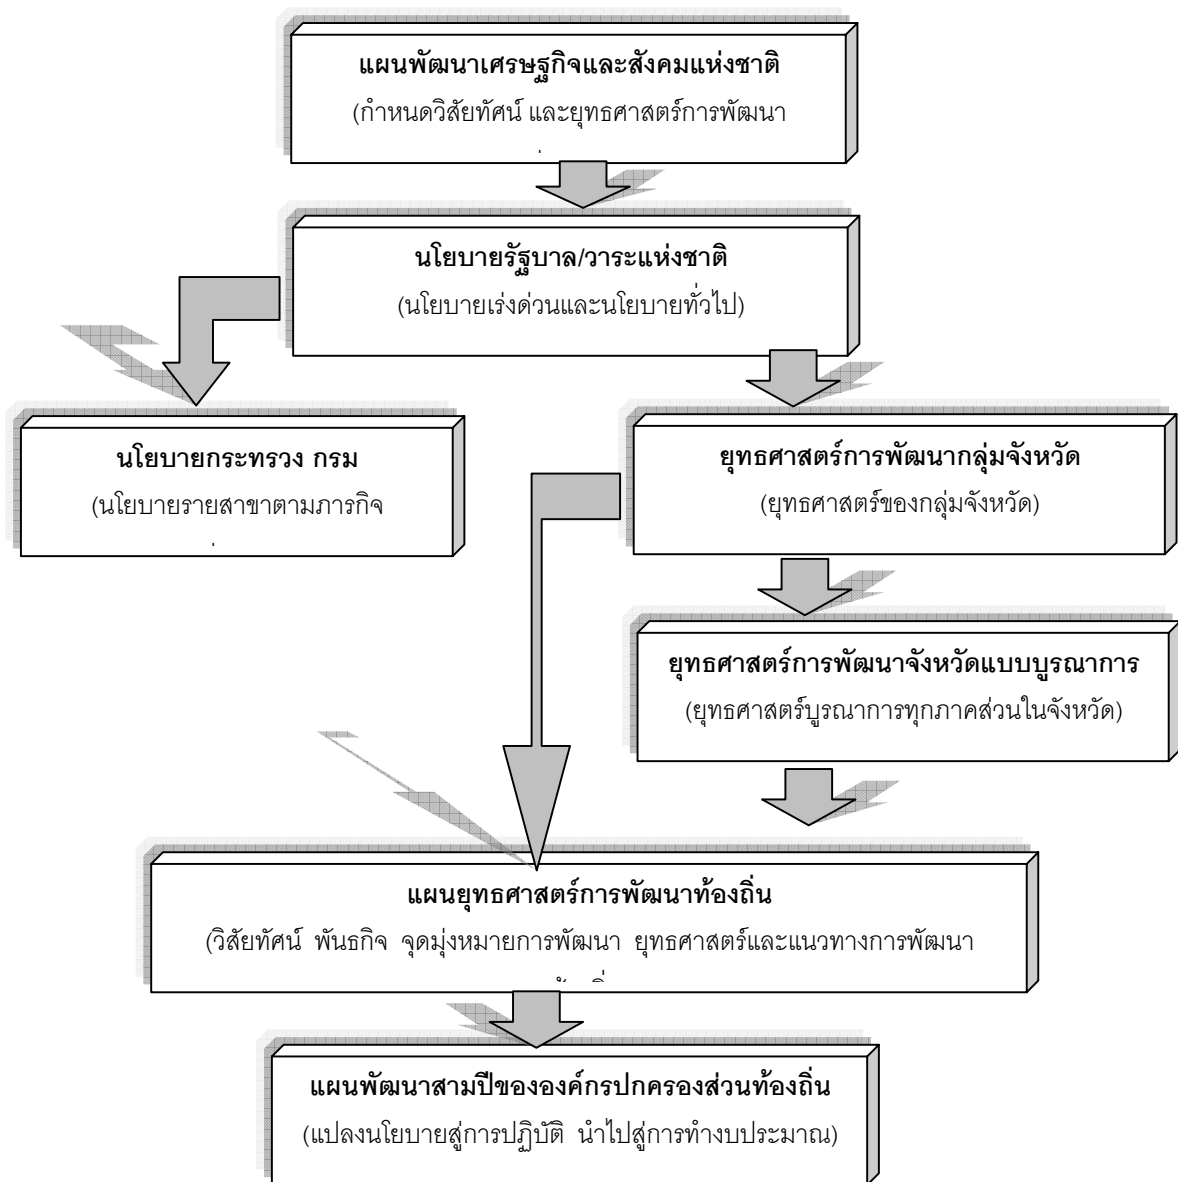 แผนพัฒนาเศรษฐกิจและสังคมแห่งชาติ
(กำหนดวิสัยทัศน์ และยุทธศาสตร์การพัฒนา
นโยบายรัฐบาล/วาระแห่งชาติ
(นโยบายเร่งด่วนและนโยบายทั่วไป)
นโยบายกระทรวง กรม
(นโยบายรายสาขาตามภารกิจ
ยุทธศาสตร์การพัฒนากลุ่มจังหวัด
(ยุทธศาสตร์ของกลุ่มจังหวัด)
ยุทธศาสตร์การพัฒนาจังหวัดแบบบูรณาการ
(ยุทธศาสตร์บูรณาการทุกภาคส่วนในจังหวัด)
แผนยุทธศาสตร์การพัฒนาท้องถิ่น
(วิสัยทัศน์ พันธกิจ จุดมุ่งหมายการพัฒนา ยุทธศาสตร์และแนวทางการพัฒนา
แผนพัฒนาสามปีขององค์กรปกครองส่วนท้องถิ่น
(แปลงนโยบายสู่การปฏิบัติ นำไปสู่การทำงบประมาณ)